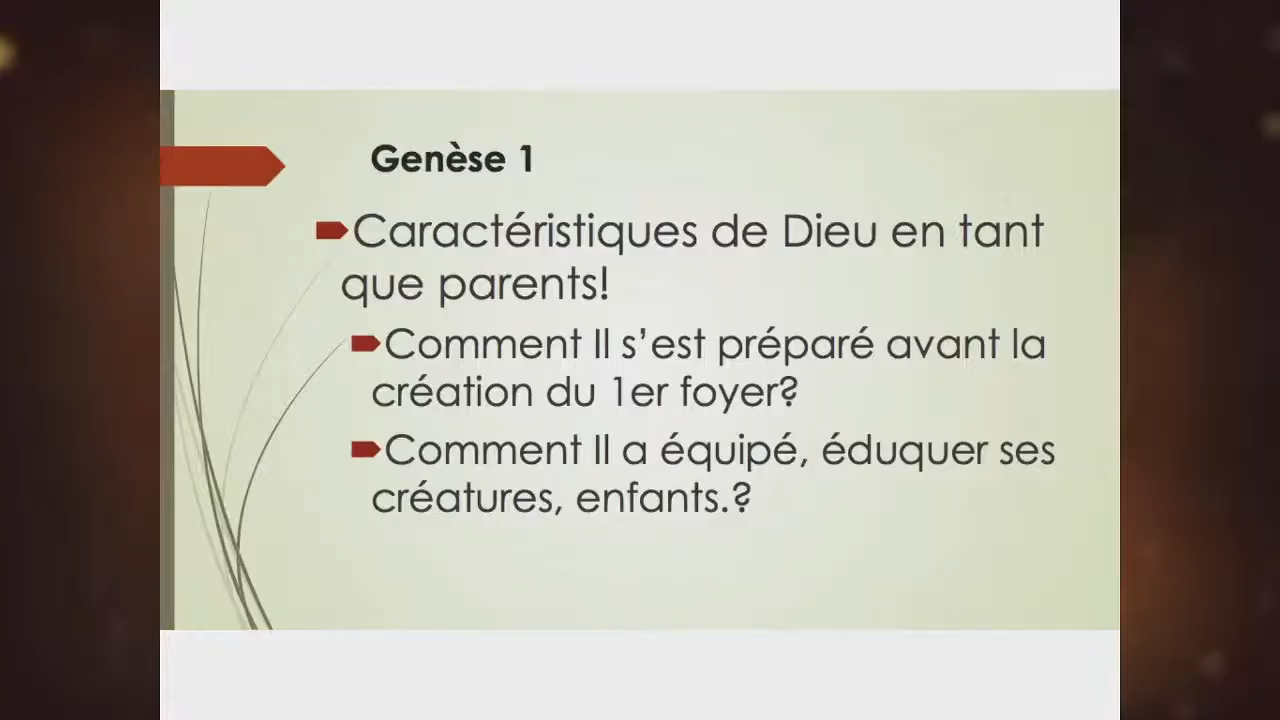 Genèse 1
Caractéristiques de Dieu en tant
que parents!
Comment Il s’est préparé avant la
création du 1er foyer?
Comment Il a équipé, éduquer ses
créatures, enfants.?